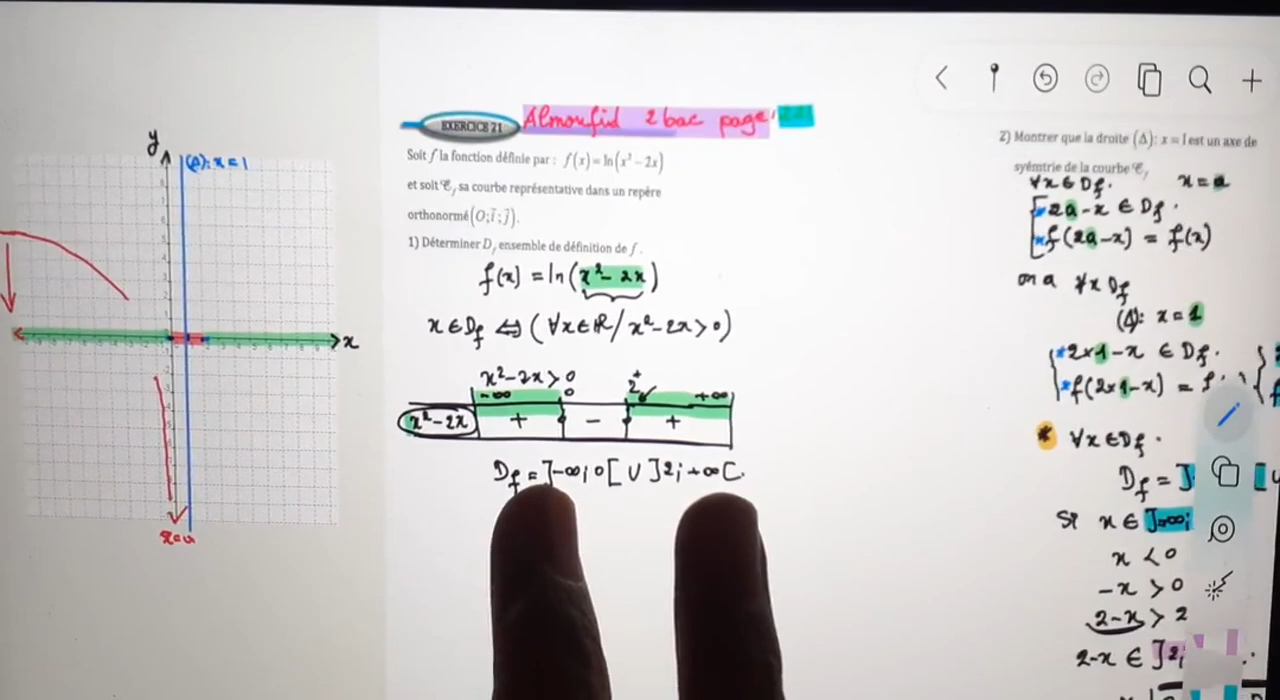 y
(Δ): x = 1
x
EXERCICE 21
Almoufid 2 bac page
Soit f la fonction définie par : f(x) = ln(x² − 2x)
et soit 𝒞f sa courbe représentative dans un repère
orthonormé (O; i⃗; j⃗).
1) Déterminer Df ensemble de définition de f.
f(x) = ln(x² − 2x)
x ∈ Df ⇔ (∀x ∈ ℝ / x² − 2x > 0)
x² − 2x > 0
−∞ 0 2⁺ +∞
x² − 2x + − +
Df = ]−∞; 0[ ∪ ]2; +∞[.
2) Montrer que la droite (Δ): x = 1 est un axe de
syémtrie de la courbe 𝒞f
∀x ∈ Df. x = a
2a − x ∈ Df.
* f(2a − x) = f(x)
on a ∀x Df
(Δ): x = 1
* 2×1 − x ∈ Df.
* f(2×1 − x) =
* ∀x ∈ Df.
Df = ]
Si x ∈ ]−∞;
x < 0
−x > 0
2 − x > 2
2 − x ∈ ]2;